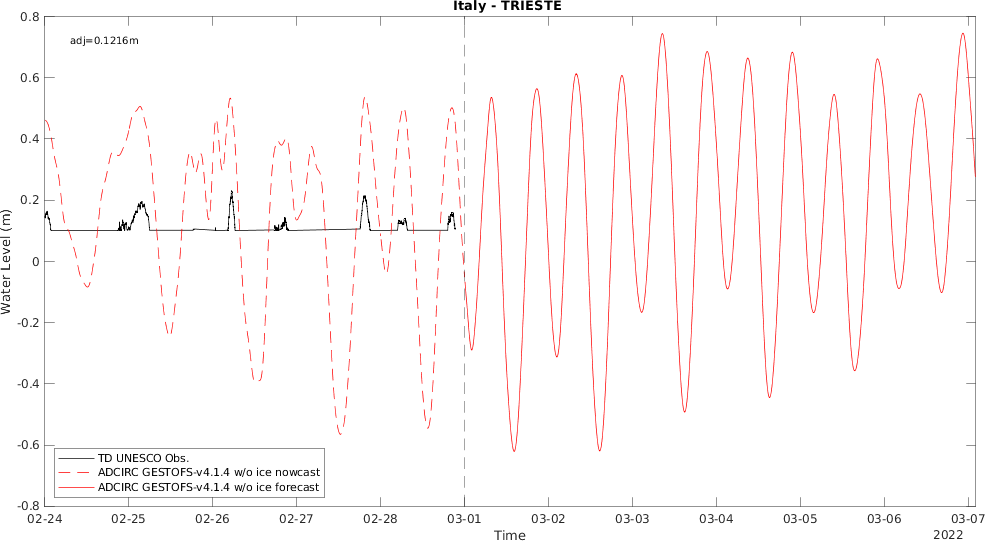 Italy - TRIESTE
adj=0.1216m
0.8
0.6
0.4
0.2
0
-0.2
-0.4
-0.6
-0.8
Water Level (m)
TD UNESCO Obs.
ADCIRC GESTOFS-v4.1.4 w/o ice nowcast
ADCIRC GESTOFS-v4.1.4 w/o ice forecast
02-24 02-25 02-26 02-27 02-28 03-01 03-02 03-03 03-04 03-05 03-06 03-07
Time
2022